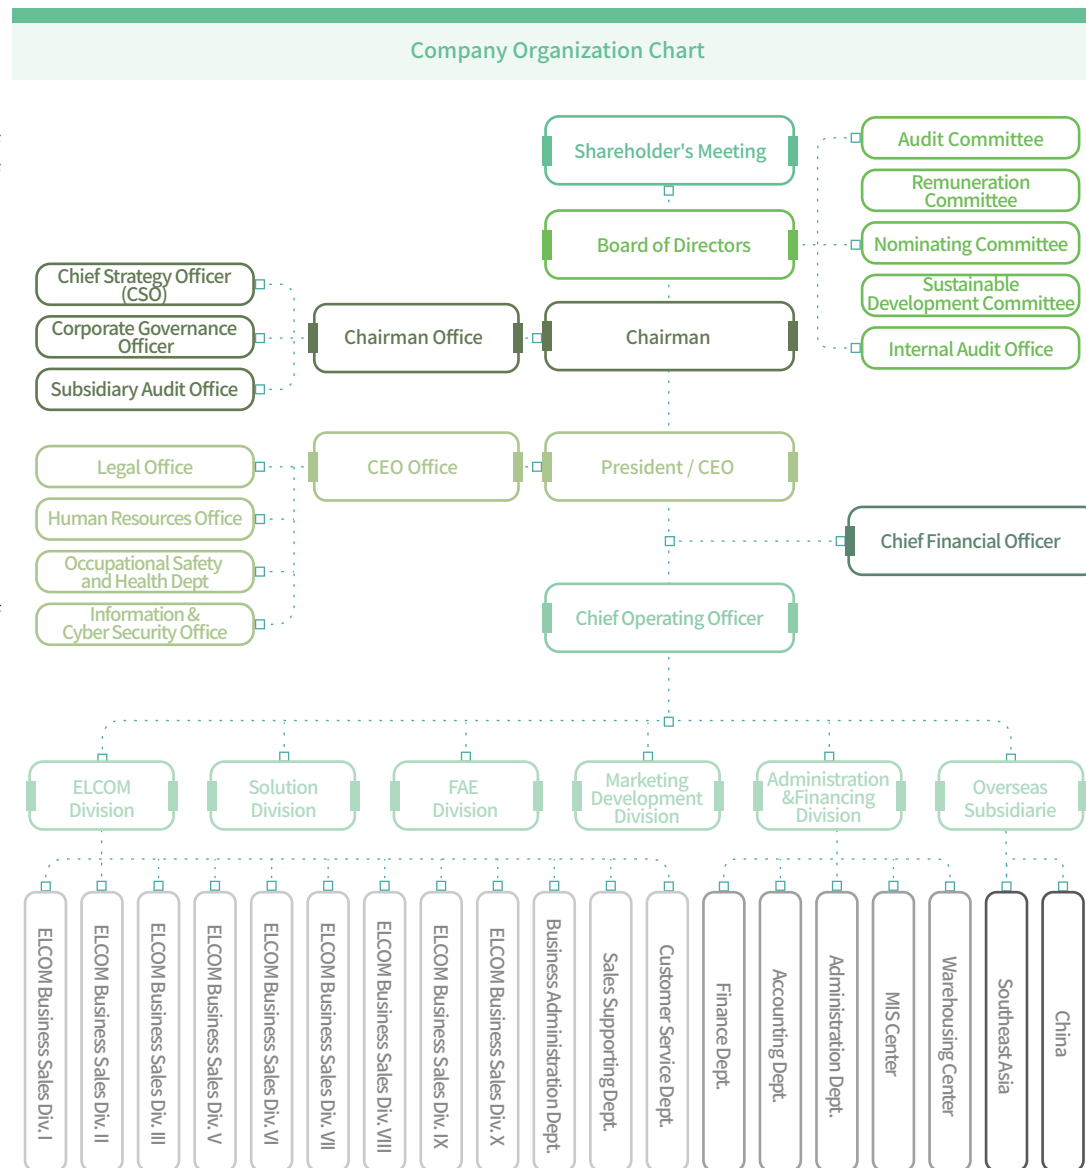 Company Organization Chart
Shareholder's Meeting
Board of Directors
Audit Committee
Remuneration
Committee
Nominating Committee
Sustainable
Development Committee
Internal Audit Office
Chief Strategy Officer
(CSO)
Corporate Governance
Officer
Subsidiary Audit Office
Chairman Office
Chairman
Legal Office
Human Resources Office
Occupational Safety
and Health Dept
Information &
Cyber Security Office
CEO Office
President / CEO
Chief Financial Officer
Chief Operating Officer
ELCOM
Division
Solution
Division
FAE
Division
Marketing
Development
Division
Administration
&Financing
Division
Overseas
Subsidiarie
ELCOM Business Sales Div. I
ELCOM Business Sales Div. II
ELCOM Business Sales Div. III
ELCOM Business Sales Div. V
ELCOM Business Sales Div. VI
ELCOM Business Sales Div. VII
ELCOM Business Sales Div. VIII
ELCOM Business Sales Div. IX
ELCOM Business Sales Div. X
Business Administration Dept.
Sales Supporting Dept.
Customer Service Dept.
Finance Dept.
Accounting Dept.
Administration Dept.
MIS Center
Warehousing Center
Southeast Asia
China